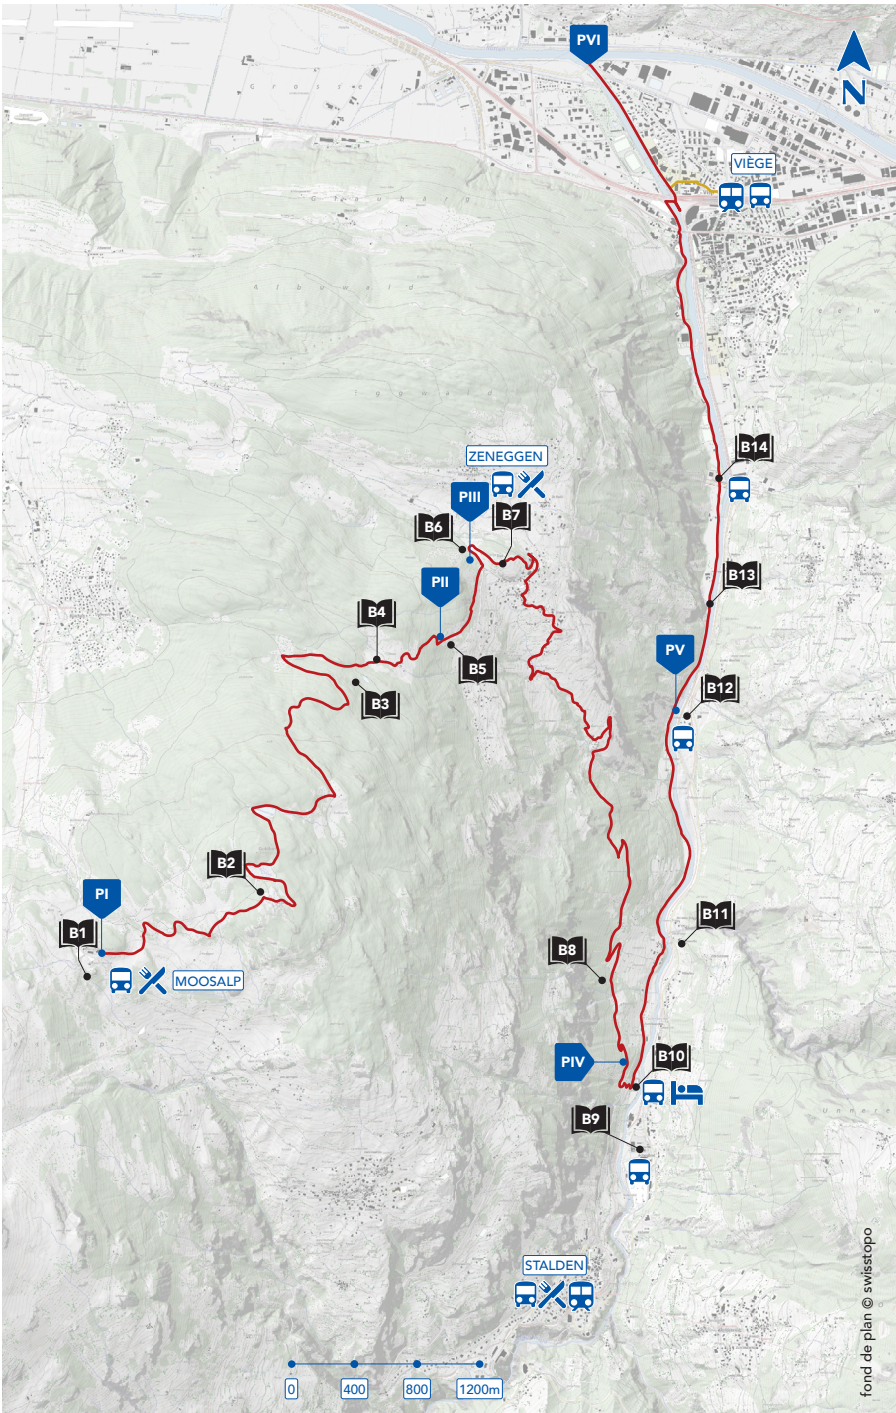 PVI
N
VIÈGE
B14
ZENEGGEN
PIII
B7
B6
B13
PII
B4
PV
B5
B12
B3
B2
PI
B11
B1
B8
MOOSALP
B10
PIV
B9
STALDEN
fond de plan © swisstopo
0
400
800
1200m